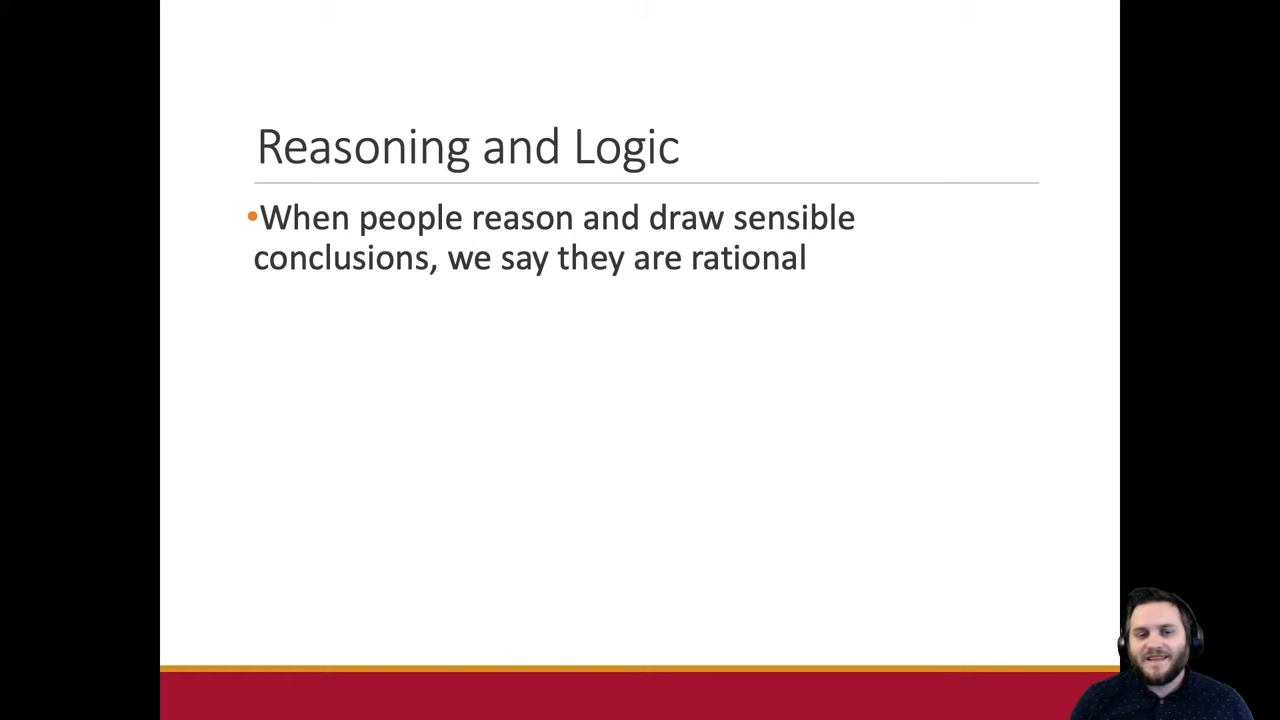 Reasoning and Logic
•When people reason and draw sensible
conclusions, we say they are rational